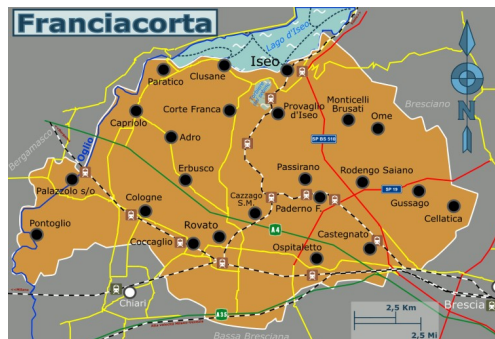 Franciacorta
Lago d'Iseo
Iseo
Clusane
Paratico
Bresciano
Corte Franca
Capriolo
Provaglio
d'Iseo
Monticelli
Brusati
Ome
N
Adro
Bergamasco
Oglio
SP BS 510
Erbusco
Passirano
Rodengo Saiano
SP 19
Palazzolo s/o
Cologne
Cazzago
S.M.
Paderno F.
Gussago
Cellatica
Pontoglio
Rovato
A4
Coccaglio
Castegnato
Ospitaletto
Chiari
Brescia
A35
2,5 Km
2,5 Mi
Bassa Bresciana